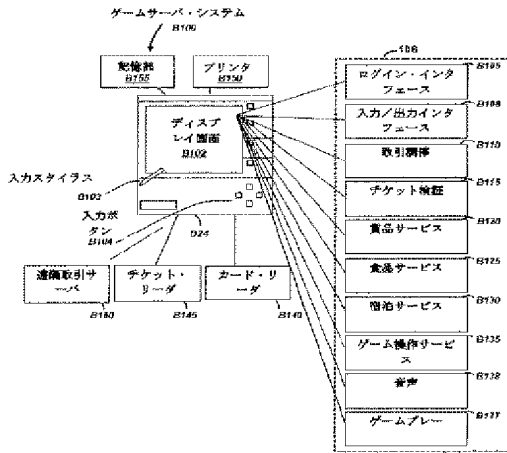 ゲームサーバ・システム
B100
記憶部
B155
プリンタ
B150
ディスプ
レイ画面
B102
入力スタイラス
B103
入力ボ
タン
B104
B24
遠隔取引サ
ーバ
B160
チケット・
リーダ
B145
カード・リ
ーダ
B140
106
ログイン・インタ
フェース
B105
入力/出力インタ
フェース
B108
B110
チケット検証
B115
賞品サービス
B120
食品サービス
B125
宿泊サービス
B130
ゲーム操作サービ
ス
B135
音声
B138
ゲームプレー
B137